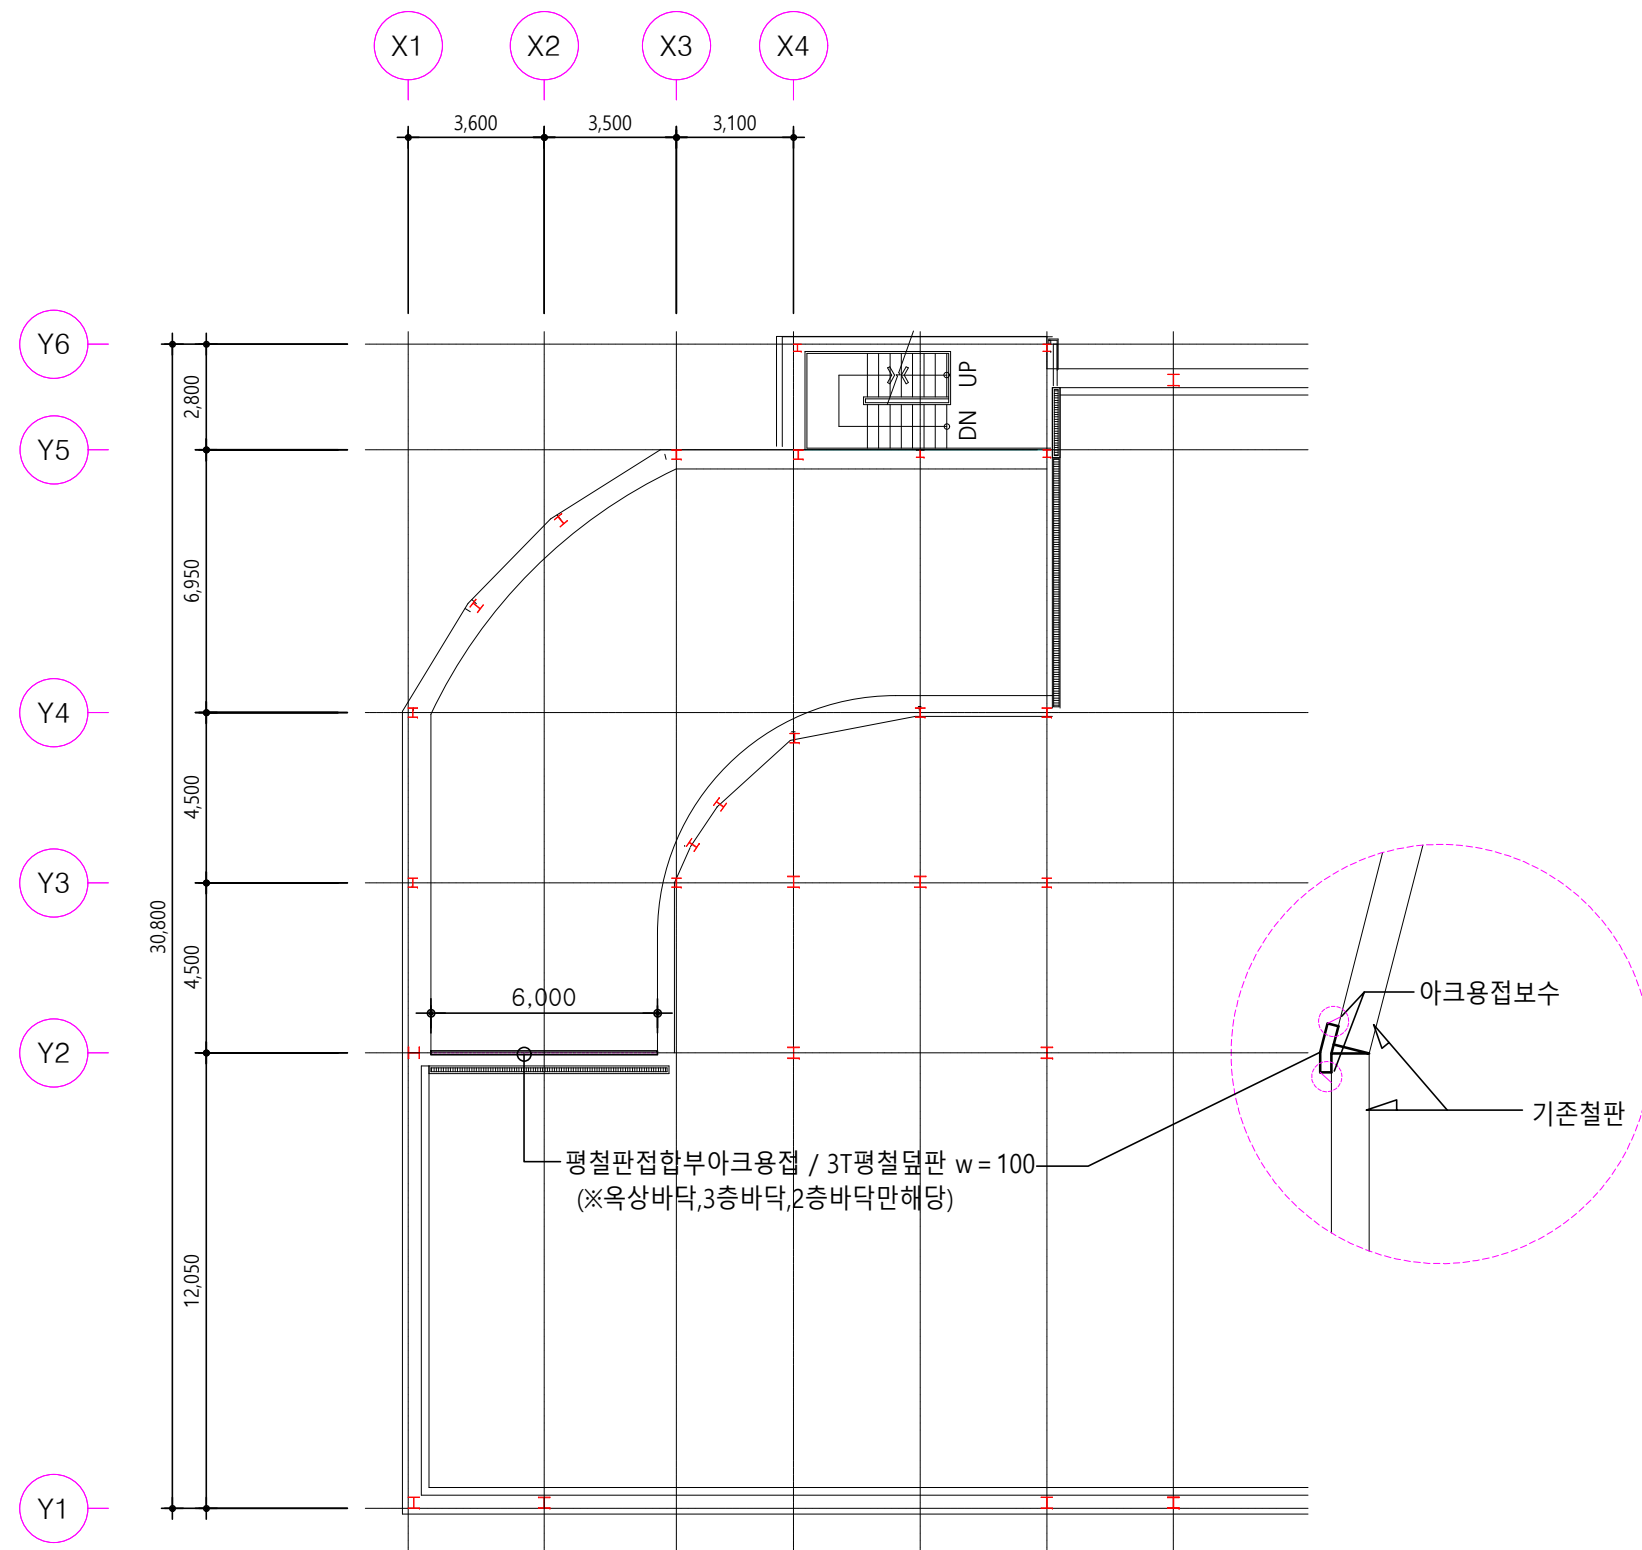 X1
X2
X3
X4
3,600
3,500
3,100
Y6
Y5
Y4
Y3
Y2
Y1
2,800
6,950
4,500
4,500
12,050
30,800
UP
DN
6,000
평철판접합부아크용접 / 3T평철덮판 w = 100
(※옥상바닥,3층바닥,2층바닥만해당)
아크용접보수
기존철판